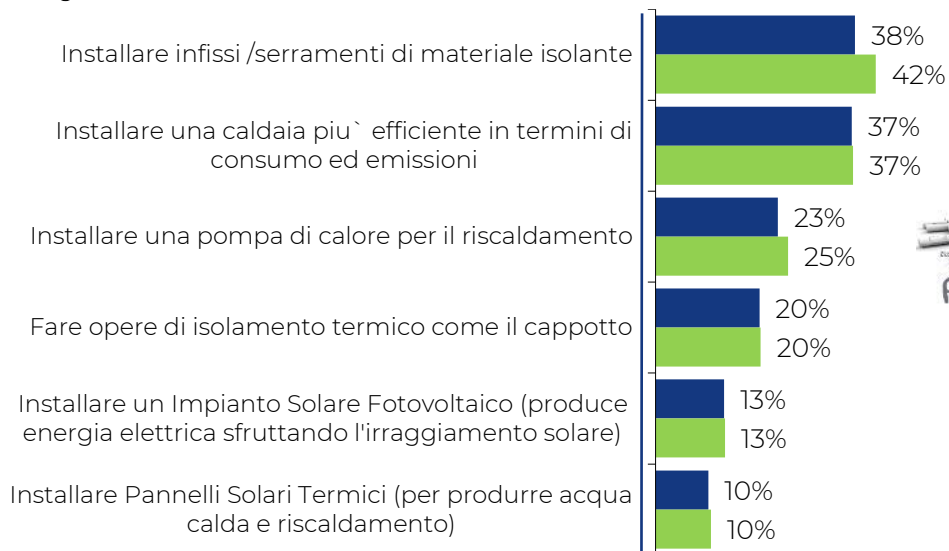 Installare infissi /serramenti di materiale isolante
38%
42%
Installare una caldaia piu` efficiente in termini di
consumo ed emissioni
37%
37%
Installare una pompa di calore per il riscaldamento
23%
25%
Fare opere di isolamento termico come il cappotto
20%
20%
Installare un Impianto Solare Fotovoltaico (produce
energia elettrica sfruttando l'irraggiamento solare)
13%
13%
Installare Pannelli Solari Termici (per produrre acqua
calda e riscaldamento)
10%
10%